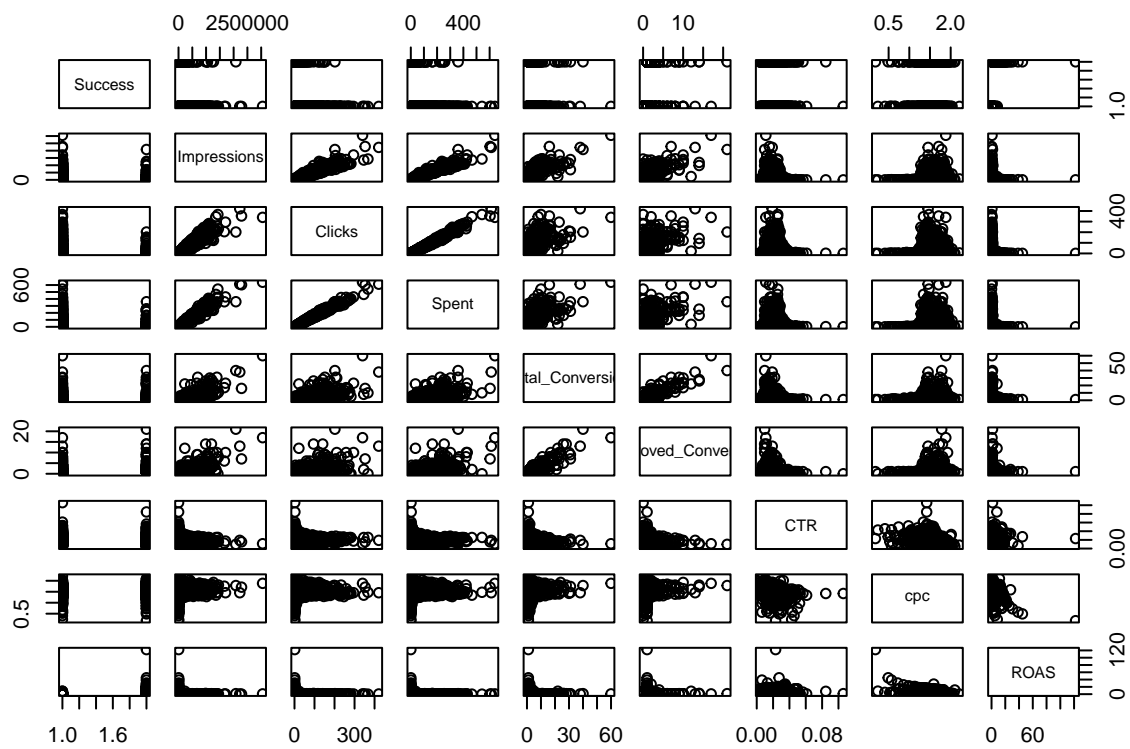 0 2500000 0 400 0 10 0.5 2.0
Success
1.0
0
Impressions
Clicks
0 400
0 600
Spent
tal_Conversi
0 50
0 20
oved_Conve
CTR
0.00
0.5
cpc
ROAS
0 120
1.0 1.6 0 300 0 30 60 0.00 0.08 0 60